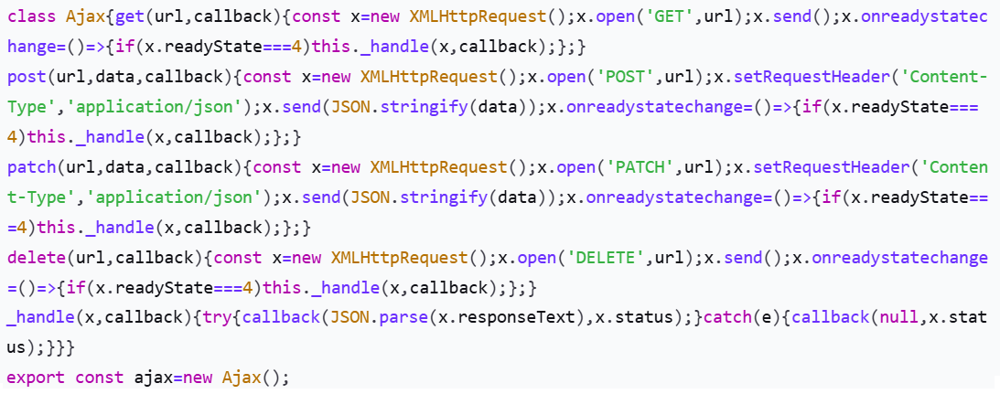 class Ajax{get(url,callback){const x=new XMLHttpRequest();x.open('GET',url);x.send();x.onreadystatec
hange=()=>{if(x.readyState===4)this._handle(x,callback);};}
post(url,data,callback){const x=new XMLHttpRequest();x.open('POST',url);x.setRequestHeader('Content-
Type','application/json');x.send(JSON.stringify(data));x.onreadystatechange=()=>{if(x.readyState===
4)this._handle(x,callback);};}
patch(url,data,callback){const x=new XMLHttpRequest();x.open('PATCH',url);x.setRequestHeader('Conten
t-Type','application/json');x.send(JSON.stringify(data));x.onreadystatechange=()=>{if(x.readyState==
=4)this._handle(x,callback);};}
delete(url,callback){const x=new XMLHttpRequest();x.open('DELETE',url);x.send();x.onreadystatechange
=()=>{if(x.readyState===4)this._handle(x,callback);};}
_handle(x,callback){try{callback(JSON.parse(x.responseText),x.status);}catch(e){callback(null,x.stat
us);}}}
export const ajax=new Ajax();